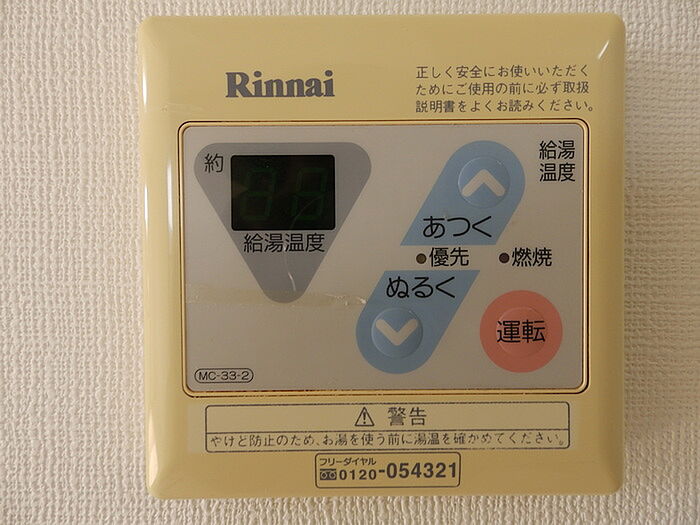 Rinnai
正しく安全にお使いいただく
ためにご使用の前に必ず取扱
説明書をよくお読みください。
約
給湯温度
給湯
温度
あつく
優先
燃焼
ぬるく
運転
MC-33-2
警告
やけど防止のため、お湯を使う前に湯温を確かめてください。
フリーダイヤル
0120-054321